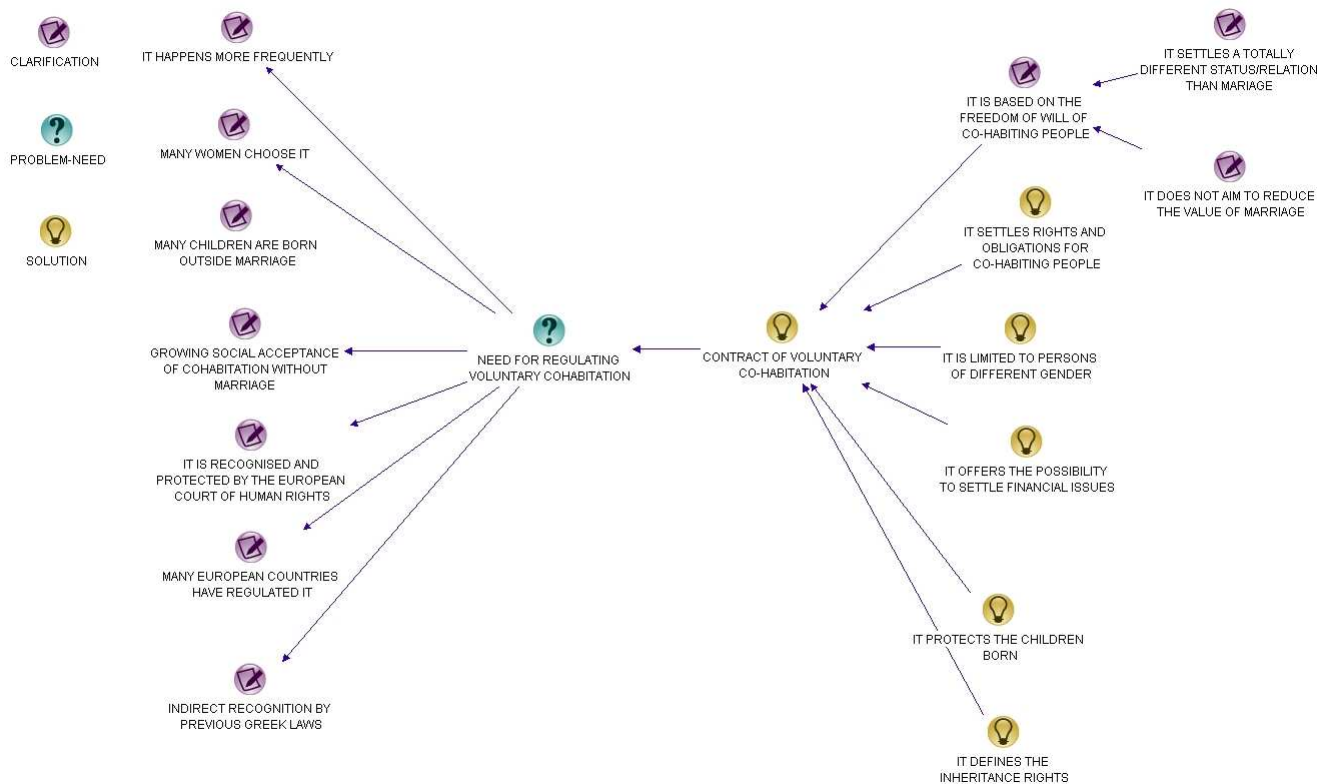 CLARIFICATION
PROBLEM-NEED
SOLUTION
IT HAPPENS MORE FREQUENTLY
MANY WOMEN CHOOSE IT
MANY CHILDREN ARE BORN
OUTSIDE MARRIAGE
GROWING SOCIAL ACCEPTANCE
OF COHABITATION WITHOUT
MARRIAGE
IT IS RECOGNISED AND
PROTECTED BY THE EUROPEAN
COURT OF HUMAN RIGHTS
MANY EUROPEAN COUNTRIES
HAVE REGULATED IT
INDIRECT RECOGNITION BY
PREVIOUS GREEK LAWS
NEED FOR REGULATING
VOLUNTARY COHABITATION
CONTRACT OF VOLUNTARY
CO-HABITATION
IT IS BASED ON THE
FREEDOM OF WILL OF
CO-HABITING PEOPLE
IT SETTLES A TOTALLY
DIFFERENT STATUS/RELATION
THAN MARIAGE
IT DOES NOT AIM TO REDUCE
THE VALUE OF MARRIAGE
IT SETTLES RIGHTS AND
OBLIGATIONS FOR
CO-HABITING PEOPLE
IT IS LIMITED TO PERSONS
OF DIFFERENT GENDER
IT OFFERS THE POSSIBILITY
TO SETTLE FINANCIAL ISSUES
IT PROTECTS THE CHILDREN
BORN
IT DEFINES THE
INHERITANCE RIGHTS